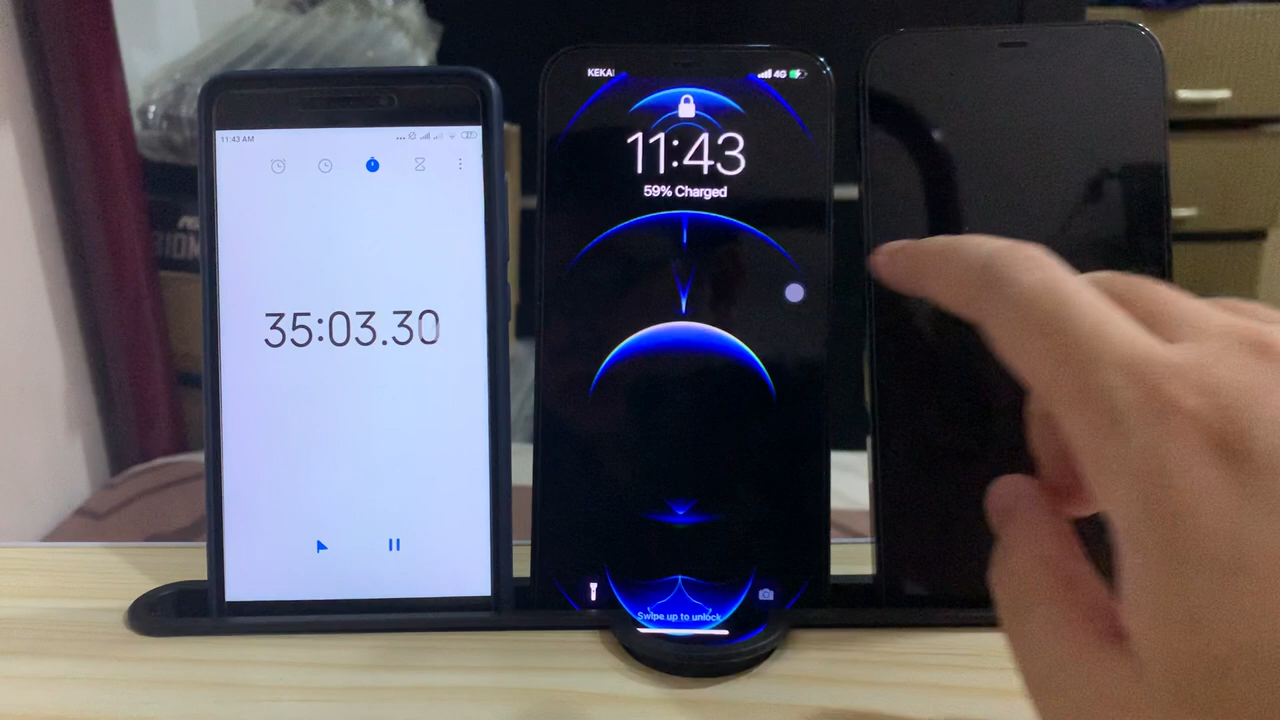 11:43 AM
35:03.30
KEKA!
4G
11:43
59% Charged
Swipe up to unlock